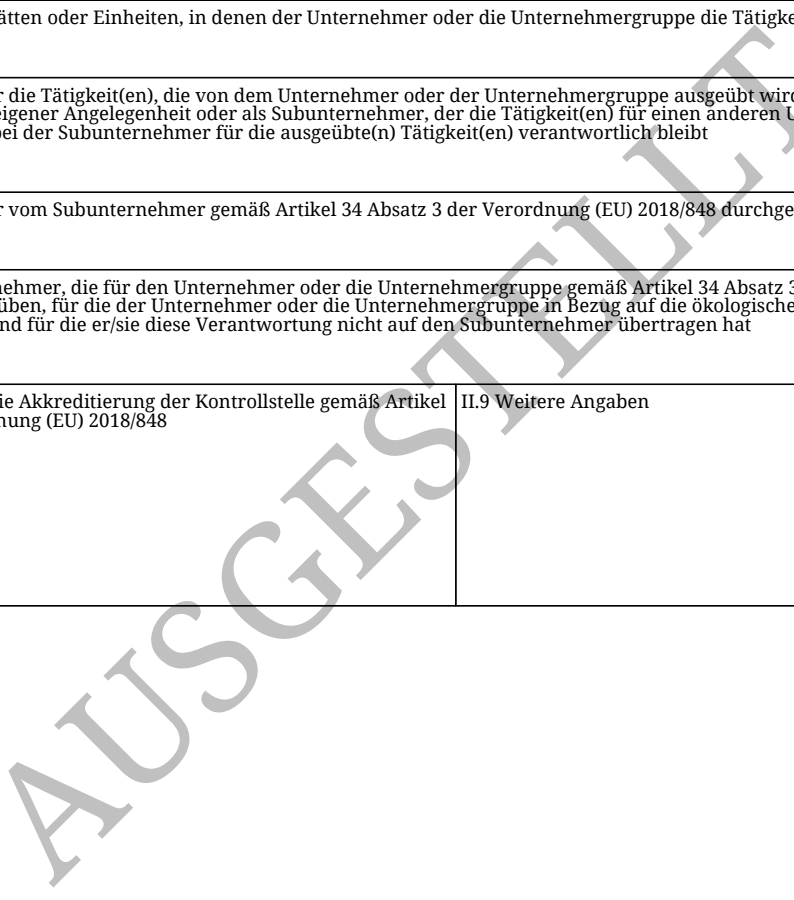 ätten oder Einheiten, in denen der Unternehmer oder die Unternehmergruppe die Tätigke
r die Tätigkeit(en), die von dem Unternehmer oder der Unternehmergruppe ausgeübt wird
eigener Angelegenheit oder als Subunternehmer, der die Tätigkeit(en) für einen anderen U
bei der Subunternehmer für die ausgeübte(n) Tätigkeit(en) verantwortlich bleibt
r vom Subunternehmer gemäß Artikel 34 Absatz 3 der Verordnung (EU) 2018/848 durchge
nehmer, die für den Unternehmer oder die Unternehmergruppe gemäß Artikel 34 Absatz 3
üben, für die der Unternehmer oder die Unternehmergruppe in Bezug auf die ökologische
nd für die er/sie diese Verantwortung nicht auf den Subunternehmer übertragen hat
ie Akkreditierung der Kontrollstelle gemäß Artikel
nung (EU) 2018/848
II.9 Weitere Angaben
AUSGESTELLT